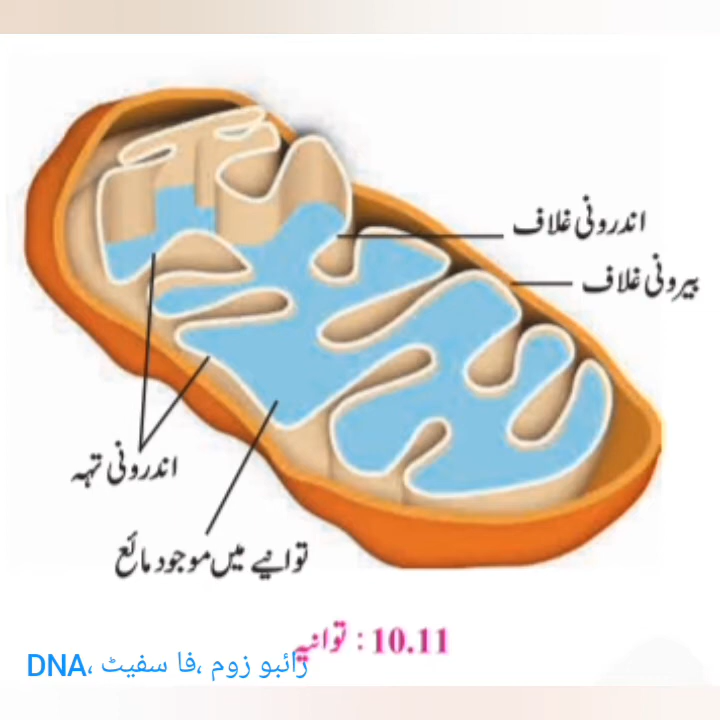 اندرونی غلاف
بیرونی غلاف
اندرونی تہہ
توانیے میں موجود مائع
10.11 : توانیہ
رائبو زوم ،فا سفیٹ ،DNA